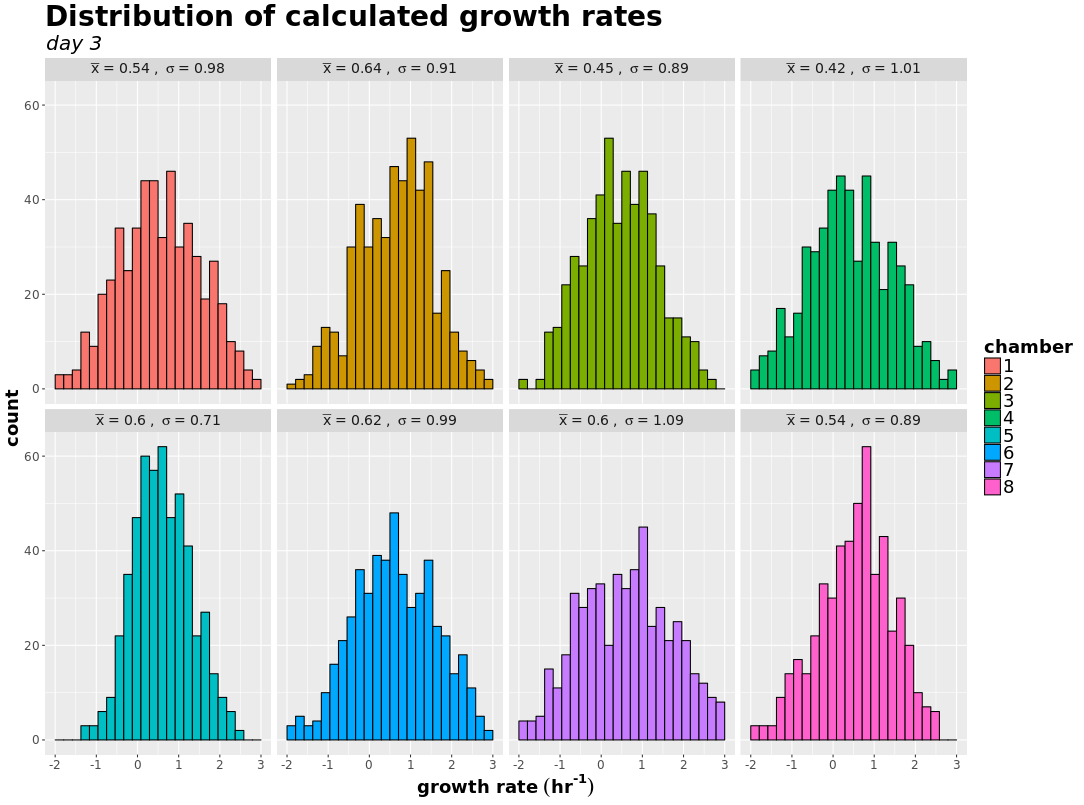 Distribution of calculated growth rates
day 3
x̅ = 0.54 , σ = 0.98
x̅ = 0.64 , σ = 0.91
x̅ = 0.45 , σ = 0.89
x̅ = 0.42 , σ = 1.01
60
40
20
0
x̅ = 0.6 , σ = 0.71
x̅ = 0.62 , σ = 0.99
x̅ = 0.6 , σ = 1.09
x̅ = 0.54 , σ = 0.89
60
40
20
0
-2 -1 0 1 2 3
-2 -1 0 1 2 3
-2 -1 0 1 2 3
-2 -1 0 1 2 3
growth rate (hr⁻¹)
count
chamber
1
2
3
4
5
6
7
8